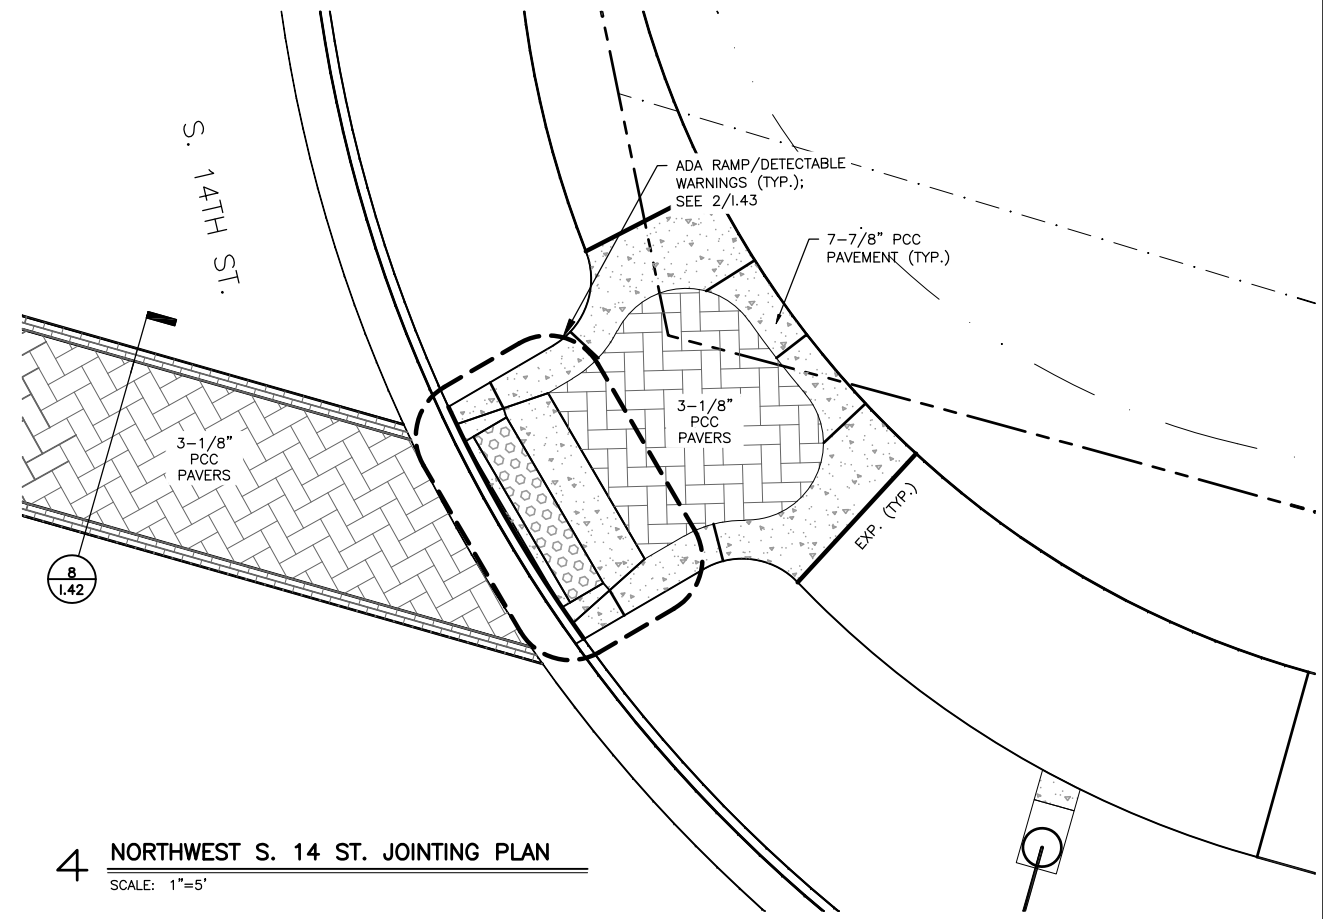 S. 14TH ST.
ADA RAMP/DETECTABLE
WARNINGS (TYP.);
SEE 2/1.43
7-7/8" PCC
PAVEMENT (TYP.)
3-1/8"
PCC
PAVERS
3-1/8"
PCC
PAVERS
EXP. (TYP.)
8
1.42
4 NORTHWEST S. 14 ST. JOINTING PLAN
SCALE: 1"=5'